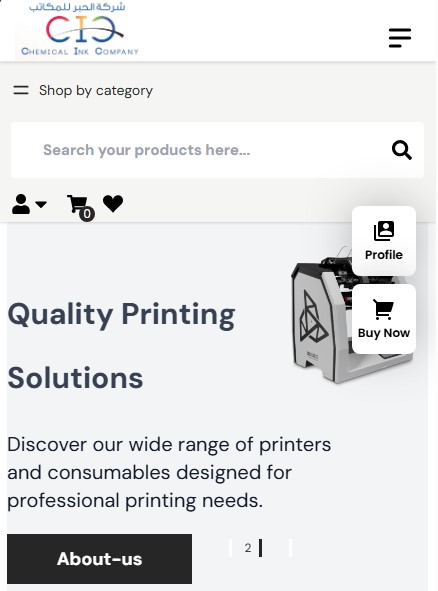 شركة الحبر للمكاتب
CIC
CHEMICAL INK COMPANY
Shop by category
Search your products here...
0
Profile
Buy Now
Quality Printing
Solutions
Discover our wide range of printers
and consumables designed for
professional printing needs.
2
About-us